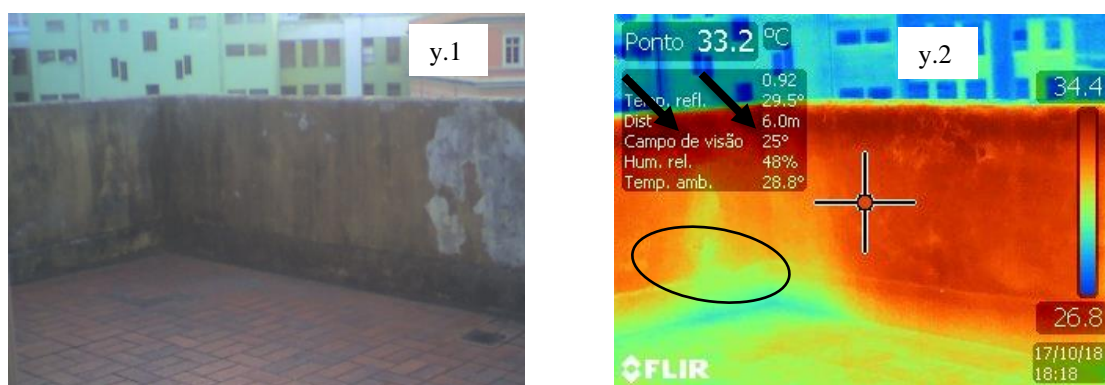 y.1
Ponto 33.2 °C
y.2
0.92
Temp. refl. 29.5°
Dist 6.0m
Campo de visão 25°
Hum. rel. 48%
Temp. amb. 28.8°
34.4
26.8
FLIR
17/10/18
18:18